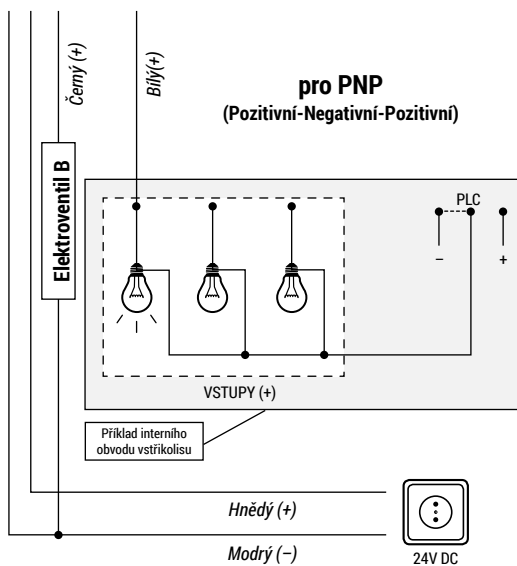 Černý (+)
Bílý(+)
pro PNP
(Pozitivní-Negativní-Pozitivní)
Elektroventil B
PLC
–
+
VSTUPY (+)
Příklad interního
obvodu vstřikolisu
Hnědý (+)
Modrý (–)
24V DC